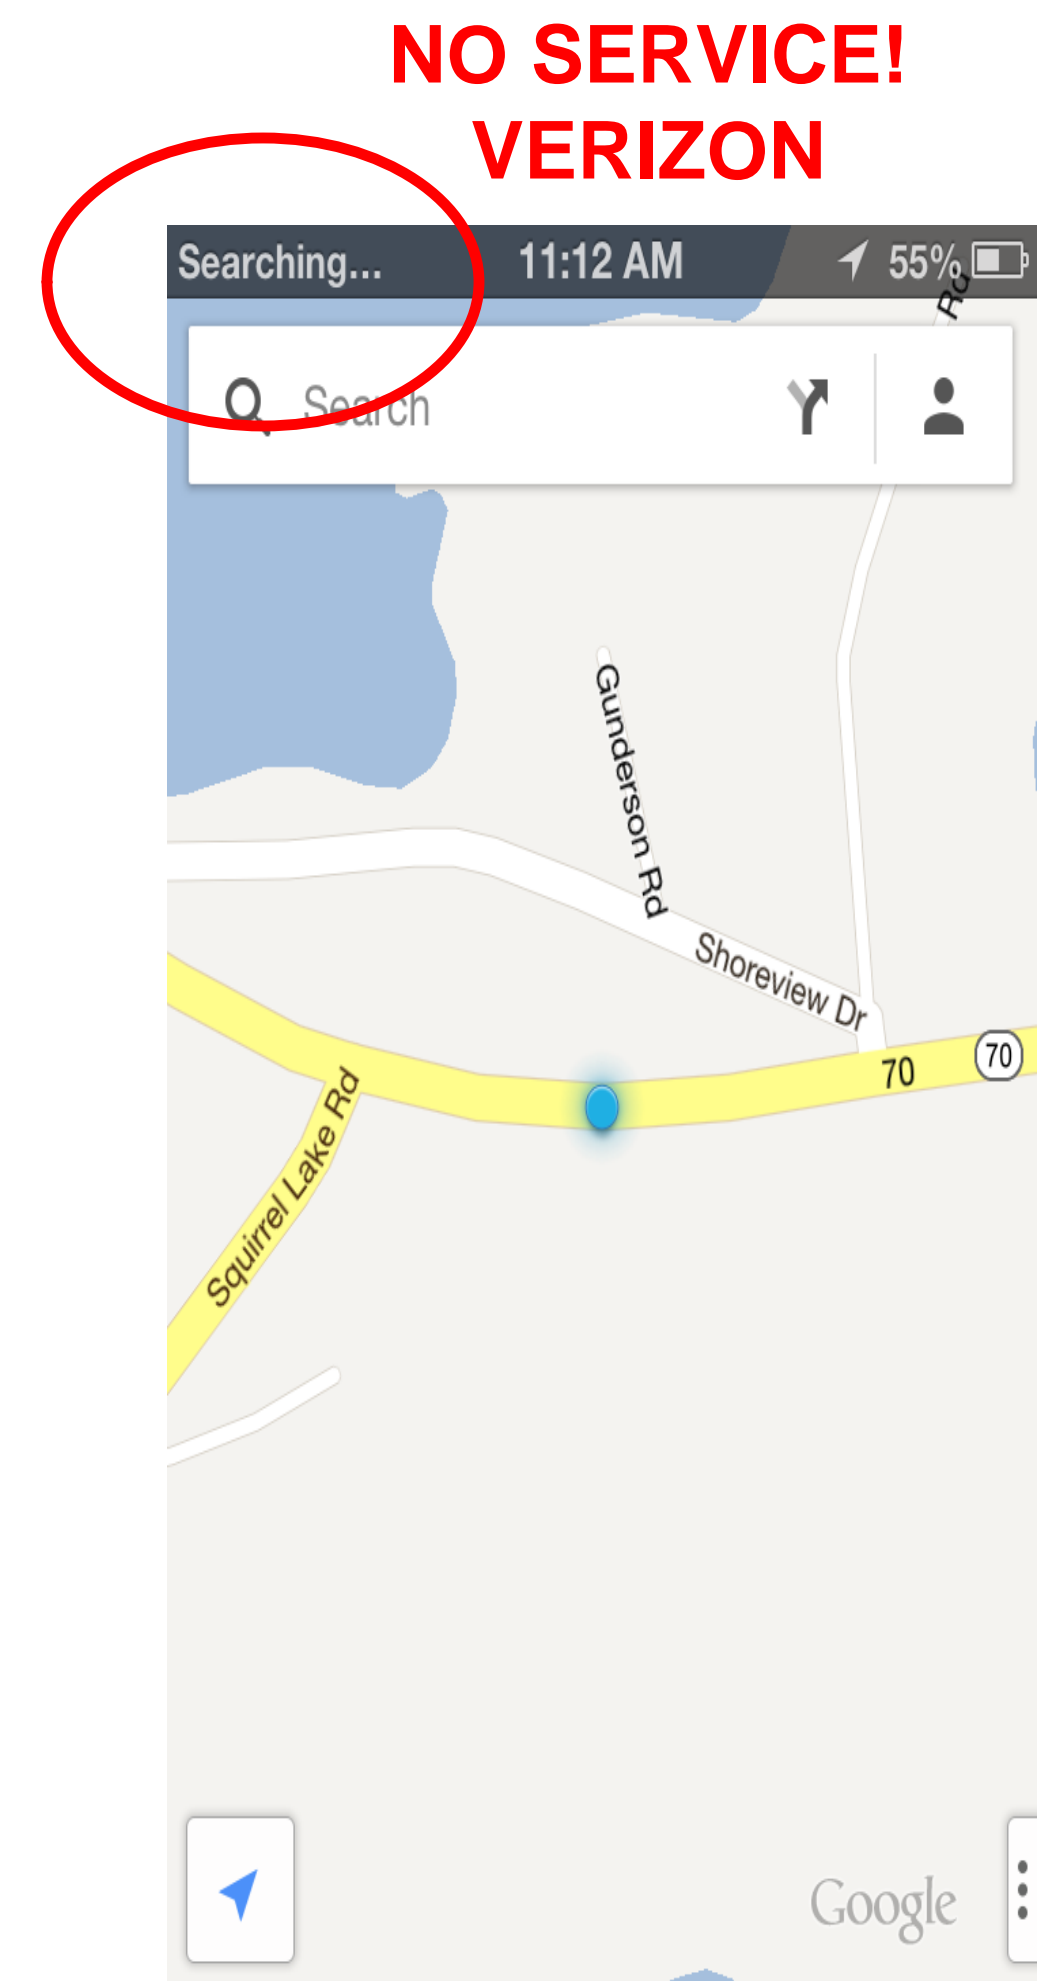 NO SERVICE!
VERIZON
Searching... 11:12 AM 55%
Rd
Search
Gunderson Rd
Shoreview Dr
70 70
Squirrel Lake Rd
Google